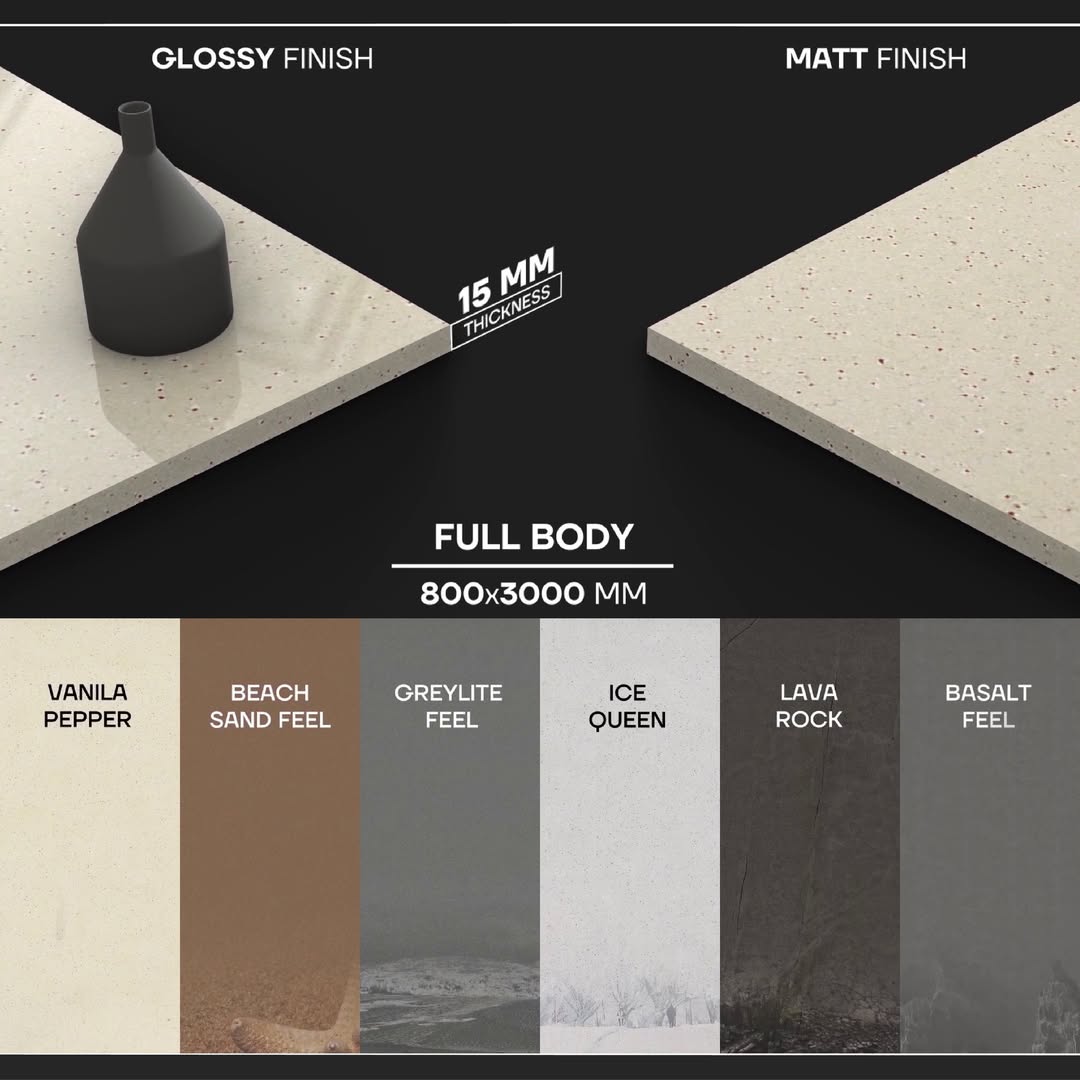 GLOSSY FINISH
MATT FINISH
15 MM
THICKNESS
FULL BODY
800x3000 MM
VANILA
PEPPER
BEACH
SAND FEEL
GREYLITE
FEEL
ICE
QUEEN
LAVA
ROCK
BASALT
FEEL